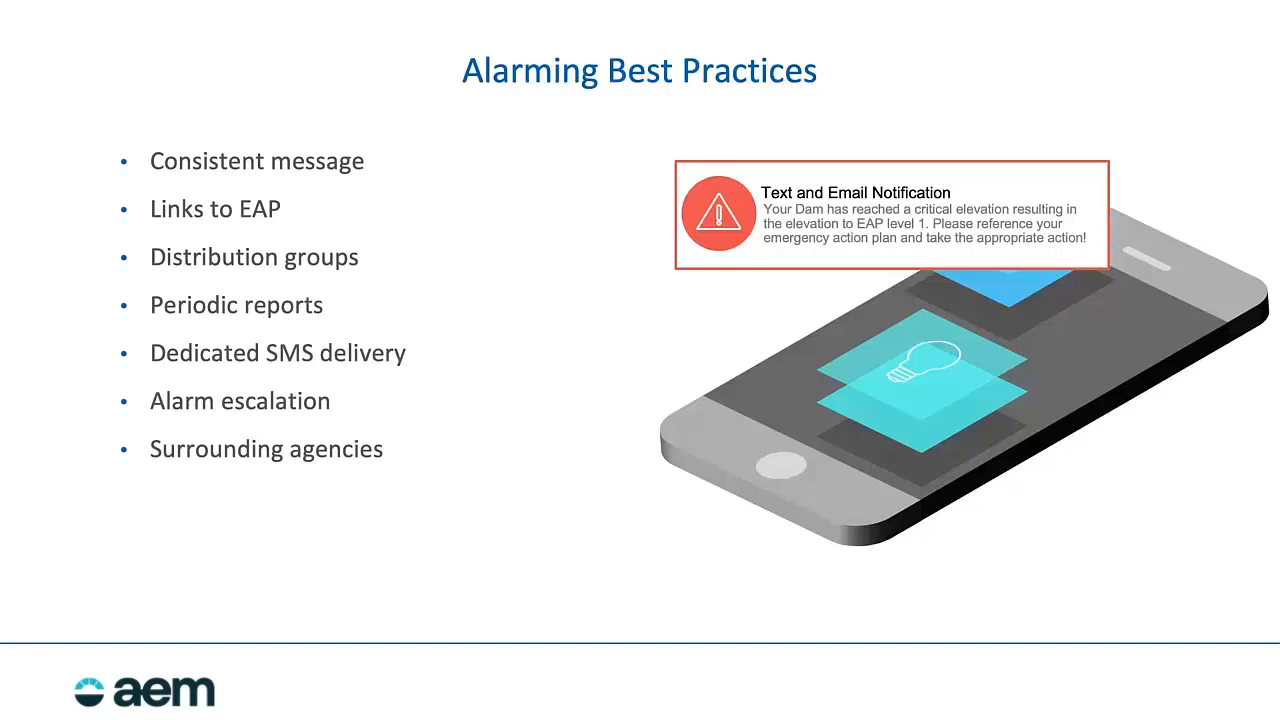 Alarming Best Practices
• Consistent message
• Links to EAP
• Distribution groups
• Periodic reports
• Dedicated SMS delivery
• Alarm escalation
• Surrounding agencies
Text and Email Notification
Your Dam has reached a critical elevation resulting in
the elevation to EAP level 1. Please reference your
emergency action plan and take the appropriate action!
aem